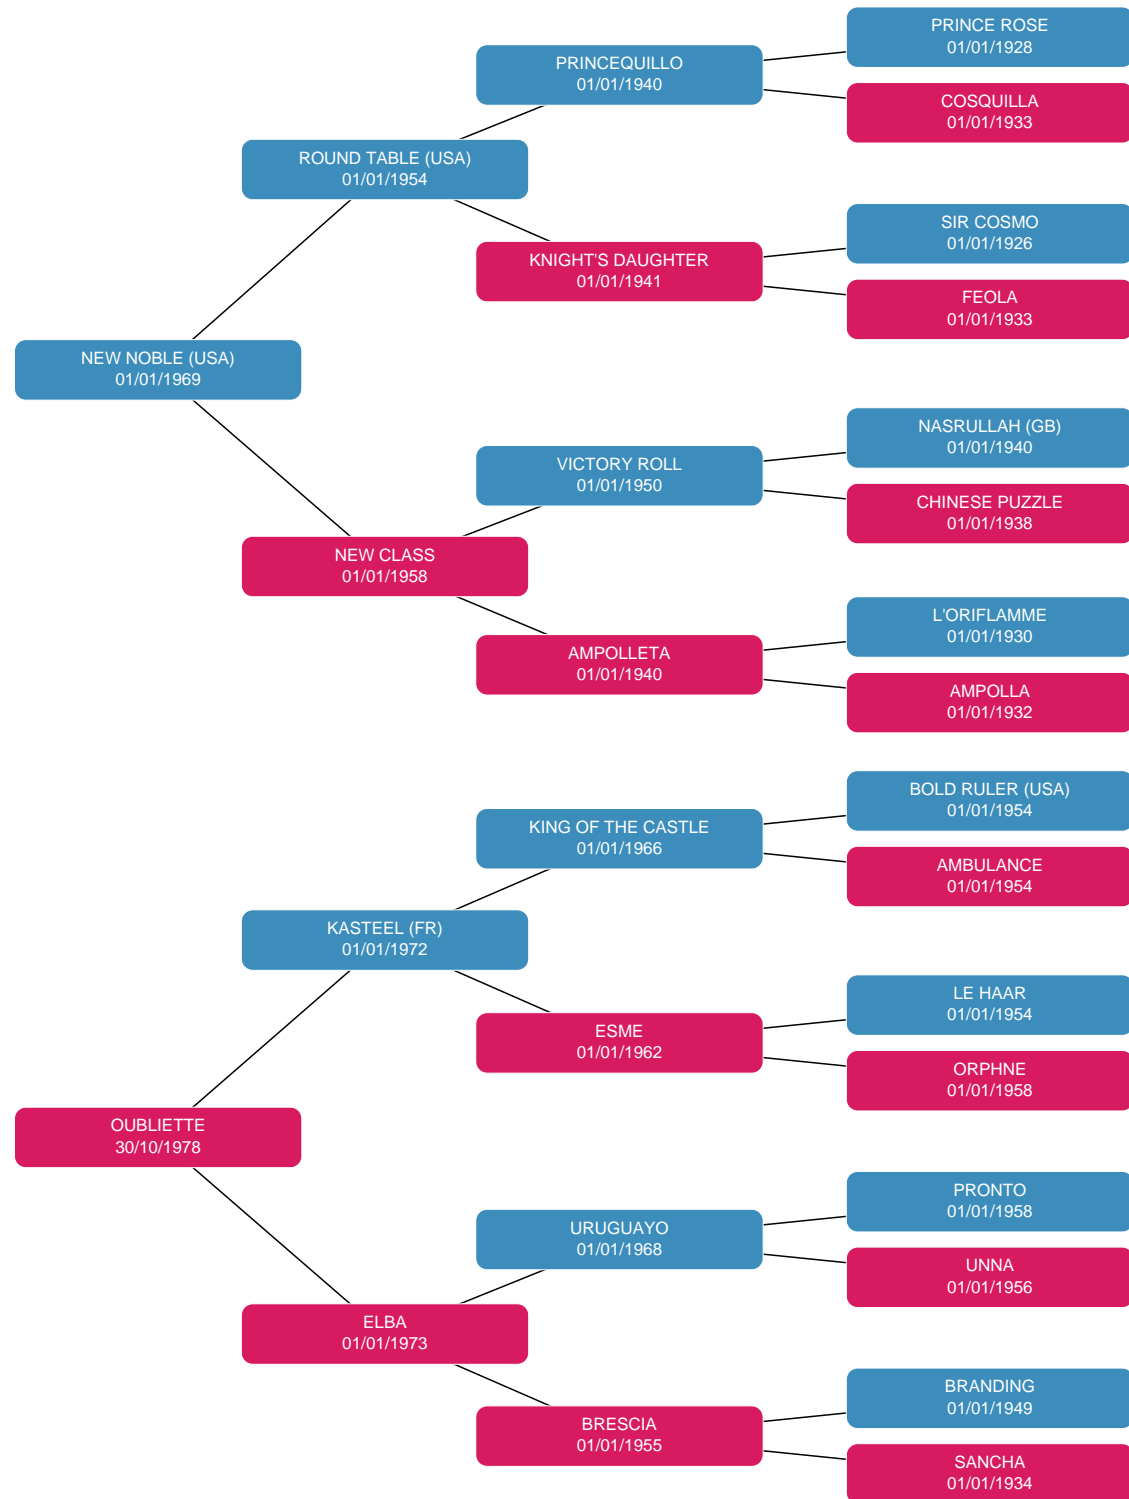 PRINCE ROSE
01/01/1928
PRINCEQUILLO
01/01/1940
COSQUILLA
01/01/1933
ROUND TABLE (USA)
01/01/1954
SIR COSMO
01/01/1926
KNIGHT'S DAUGHTER
01/01/1941
FEOLA
01/01/1933
NEW NOBLE (USA)
01/01/1969
NASRULLAH (GB)
01/01/1940
VICTORY ROLL
01/01/1950
CHINESE PUZZLE
01/01/1938
NEW CLASS
01/01/1958
L'ORIFLAMME
01/01/1930
AMPOLLETA
01/01/1940
AMPOLLA
01/01/1932
BOLD RULER (USA)
01/01/1954
KING OF THE CASTLE
01/01/1966
AMBULANCE
01/01/1954
KASTEEL (FR)
01/01/1972
LE HAAR
01/01/1954
ESME
01/01/1962
ORPHNE
01/01/1958
OUBLIETTE
30/10/1978
PRONTO
01/01/1958
URUGUAYO
01/01/1968
UNNA
01/01/1956
ELBA
01/01/1973
BRANDING
01/01/1949
BRESCIA
01/01/1955
SANCHA
01/01/1934